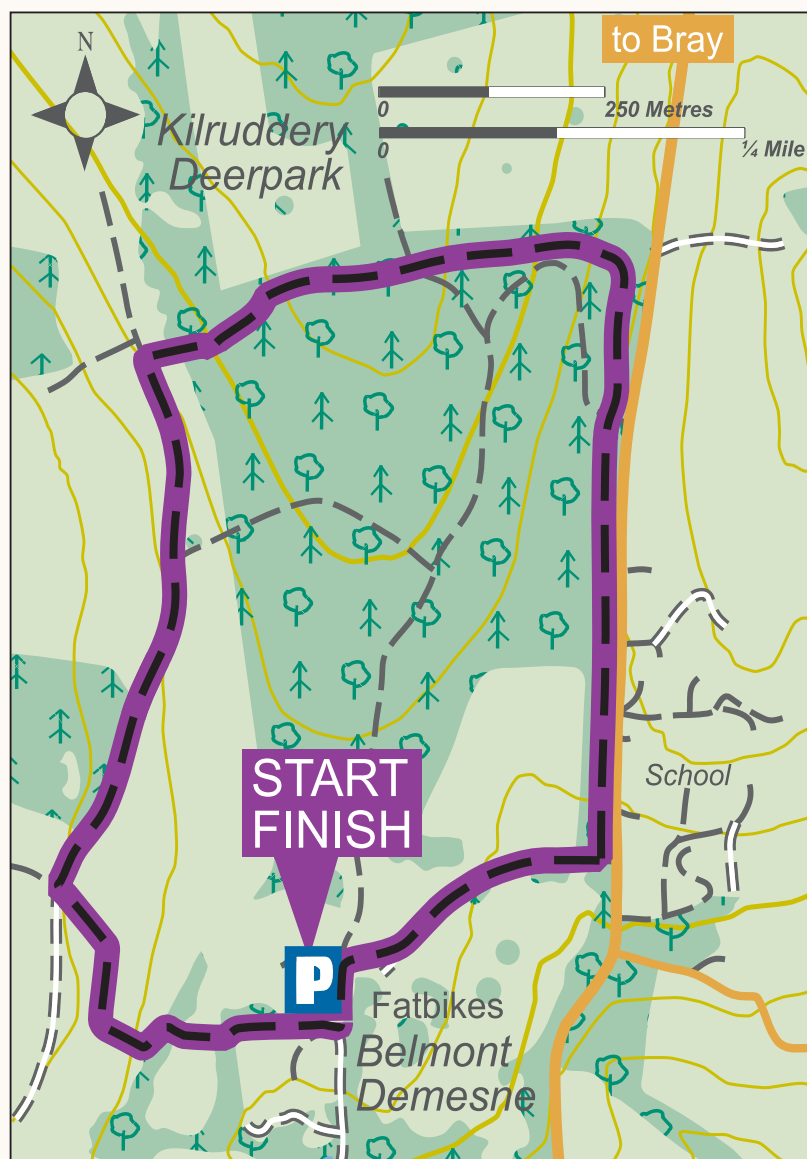 to Bray
N
0
250 Metres
0
¼ Mile
Kilruddery
Deerpark
School
START
FINISH
P
Fatbikes
Belmont
Demesne